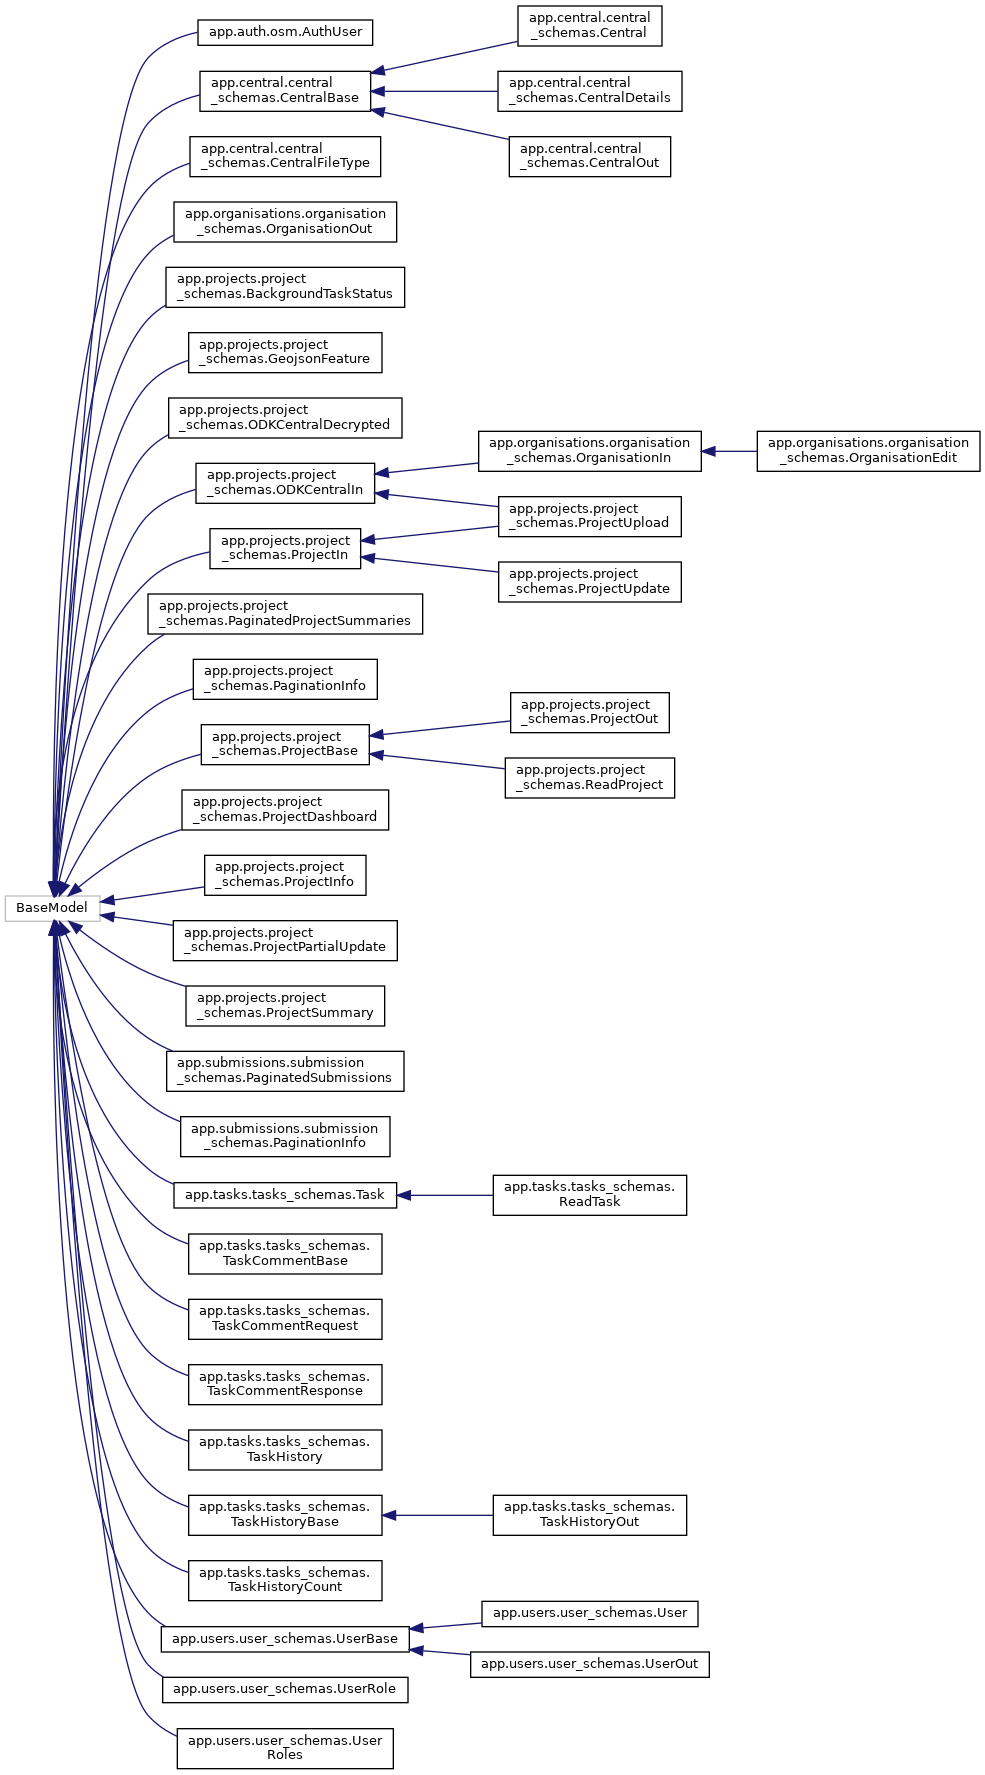 app.auth.osm.AuthUser
app.central.central
_schemas.Central
app.central.central
_schemas.CentralBase
app.central.central
_schemas.CentralDetails
app.central.central
_schemas.CentralOut
app.central.central
_schemas.CentralFileType
app.organisations.organisation
_schemas.OrganisationOut
app.projects.project
_schemas.BackgroundTaskStatus
app.projects.project
_schemas.GeojsonFeature
app.projects.project
_schemas.ODKCentralDecrypted
app.organisations.organisation
_schemas.OrganisationIn
app.organisations.organisation
_schemas.OrganisationEdit
app.projects.project
_schemas.ODKCentralIn
app.projects.project
_schemas.ProjectUpload
app.projects.project
_schemas.ProjectIn
app.projects.project
_schemas.ProjectUpdate
app.projects.project
_schemas.PaginatedProjectSummaries
app.projects.project
_schemas.PaginationInfo
app.projects.project
_schemas.ProjectOut
app.projects.project
_schemas.ProjectBase
app.projects.project
_schemas.ReadProject
app.projects.project
_schemas.ProjectDashboard
app.projects.project
_schemas.ProjectInfo
BaseModel
app.projects.project
_schemas.ProjectPartialUpdate
app.projects.project
_schemas.ProjectSummary
app.submissions.submission
_schemas.PaginatedSubmissions
app.submissions.submission
_schemas.PaginationInfo
app.tasks.tasks_schemas.Task
app.tasks.tasks_schemas.
ReadTask
app.tasks.tasks_schemas.
TaskCommentBase
app.tasks.tasks_schemas.
TaskCommentRequest
app.tasks.tasks_schemas.
TaskCommentResponse
app.tasks.tasks_schemas.
TaskHistory
app.tasks.tasks_schemas.
TaskHistoryBase
app.tasks.tasks_schemas.
TaskHistoryOut
app.tasks.tasks_schemas.
TaskHistoryCount
app.users.user_schemas.User
app.users.user_schemas.UserBase
app.users.user_schemas.UserOut
app.users.user_schemas.UserRole
app.users.user_schemas.User
Roles